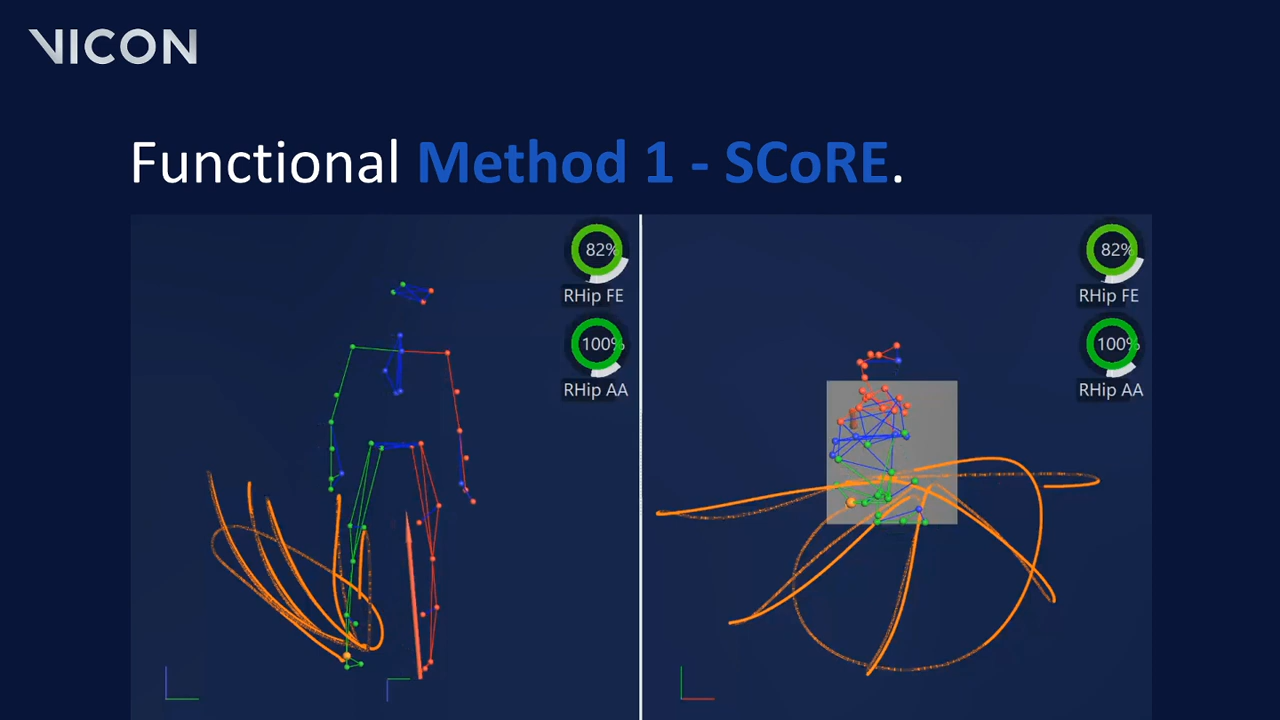 VICON
Functional Method 1 - SCoRE.
82%
RHip FE
100%
RHip AA
82%
RHip FE
100%
RHip AA